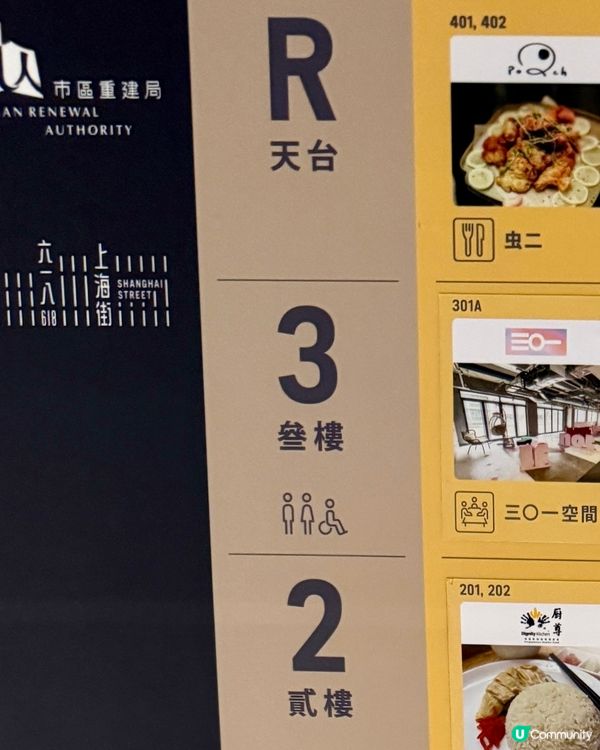 市區重建局
AN RENEWAL
AUTHORITY
六一八
618
上海街
SHANGHAI
STREET
R
天台
3
叄樓
2
貳樓
401, 402
PoQch
虫二
301A
三〇一
三〇一空間
201, 202
厨尊
Dignity Kitchen
U Community